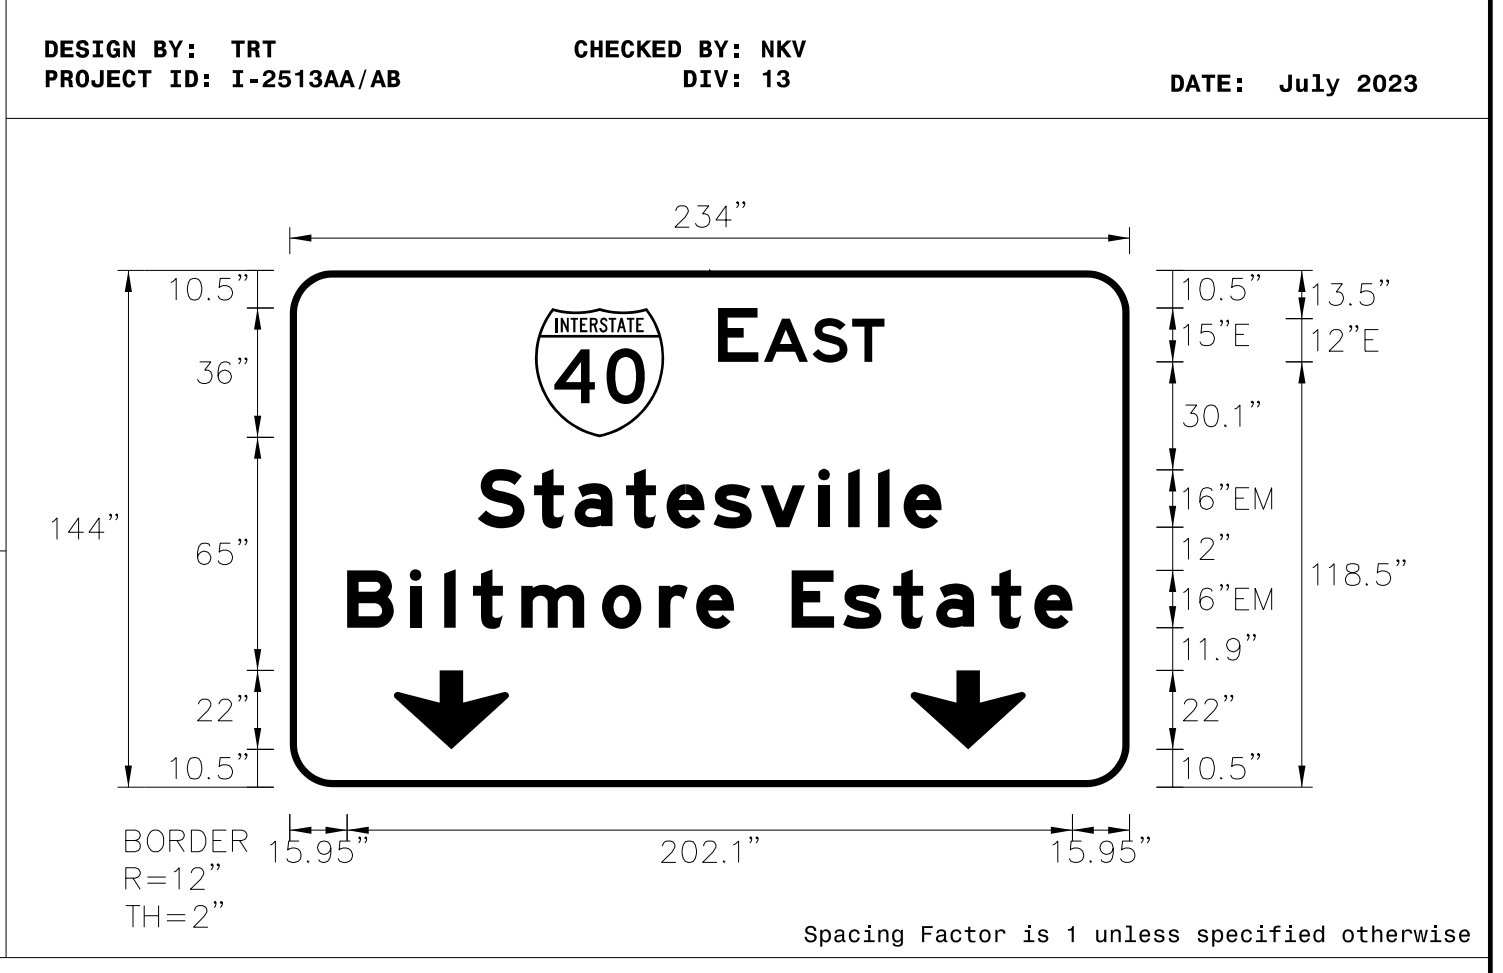 DESIGN BY: TRT
CHECKED BY: NKV
PROJECT ID: I-2513AA/AB
DIV: 13
DATE: July 2023
234”
10.5”
36”
144”
65”
22”
10.5”
INTERSTATE
40
EAST
Statesville
Biltmore Estate
10.5”
15”E
30.1”
16”EM
12”
16”EM
11.9”
22”
10.5”
13.5”
12”E
118.5”
BORDER
R=12”
TH=2”
15.95”
202.1”
15.95”
Spacing Factor is 1 unless specified otherwise